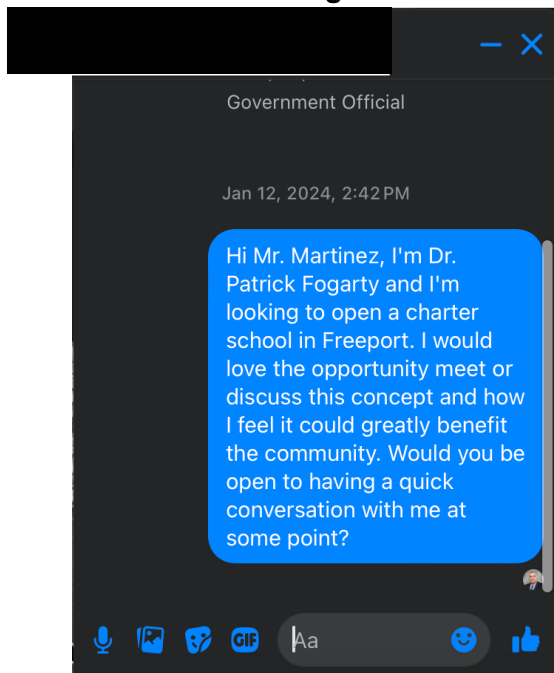 Government Official
Jan 12, 2024, 2:42 PM
Hi Mr. Martinez, I'm Dr.
Patrick Fogarty and I'm
looking to open a charter
school in Freeport. I would
love the opportunity meet or
discuss this concept and how
I feel it could greatly benefit
the community. Would you be
open to having a quick
conversation with me at
some point?
GIF
Aa